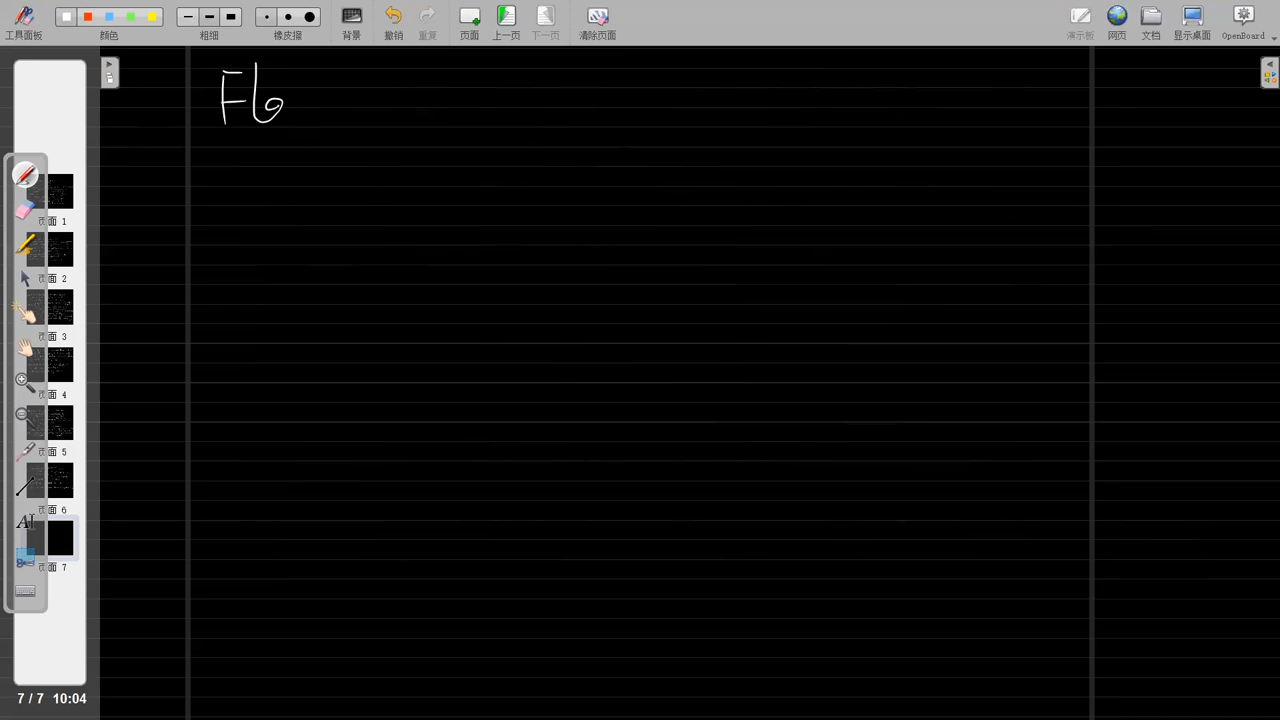 工具面板 颜色 粗细 橡皮擦 背景 撤销 重复 页面 上一页 下一页 清除页面 演示板 网页 文档 显示桌面 OpenBoard
F6
页面 1
页面 2
页面 3
页面 4
页面 5
页面 6
页面 7
7 / 7 10:04